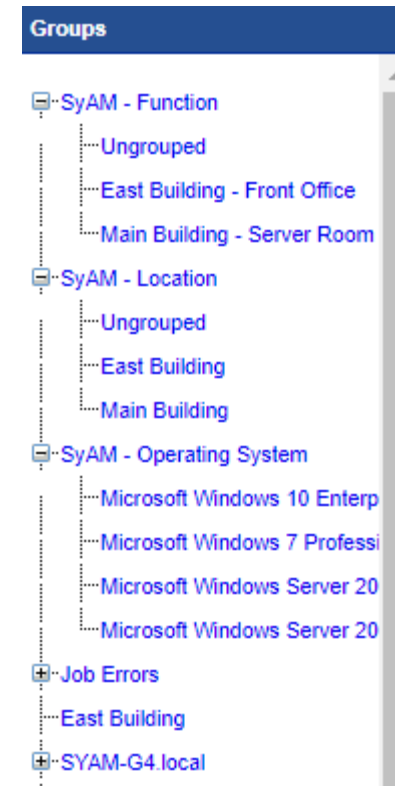 Groups
SyAM - Function
Ungrouped
East Building - Front Office
Main Building - Server Room
SyAM - Location
Ungrouped
East Building
Main Building
SyAM - Operating System
Microsoft Windows 10 Enterp
Microsoft Windows 7 Professi
Microsoft Windows Server 20
Microsoft Windows Server 20
Job Errors
East Building
SYAM-G4.local